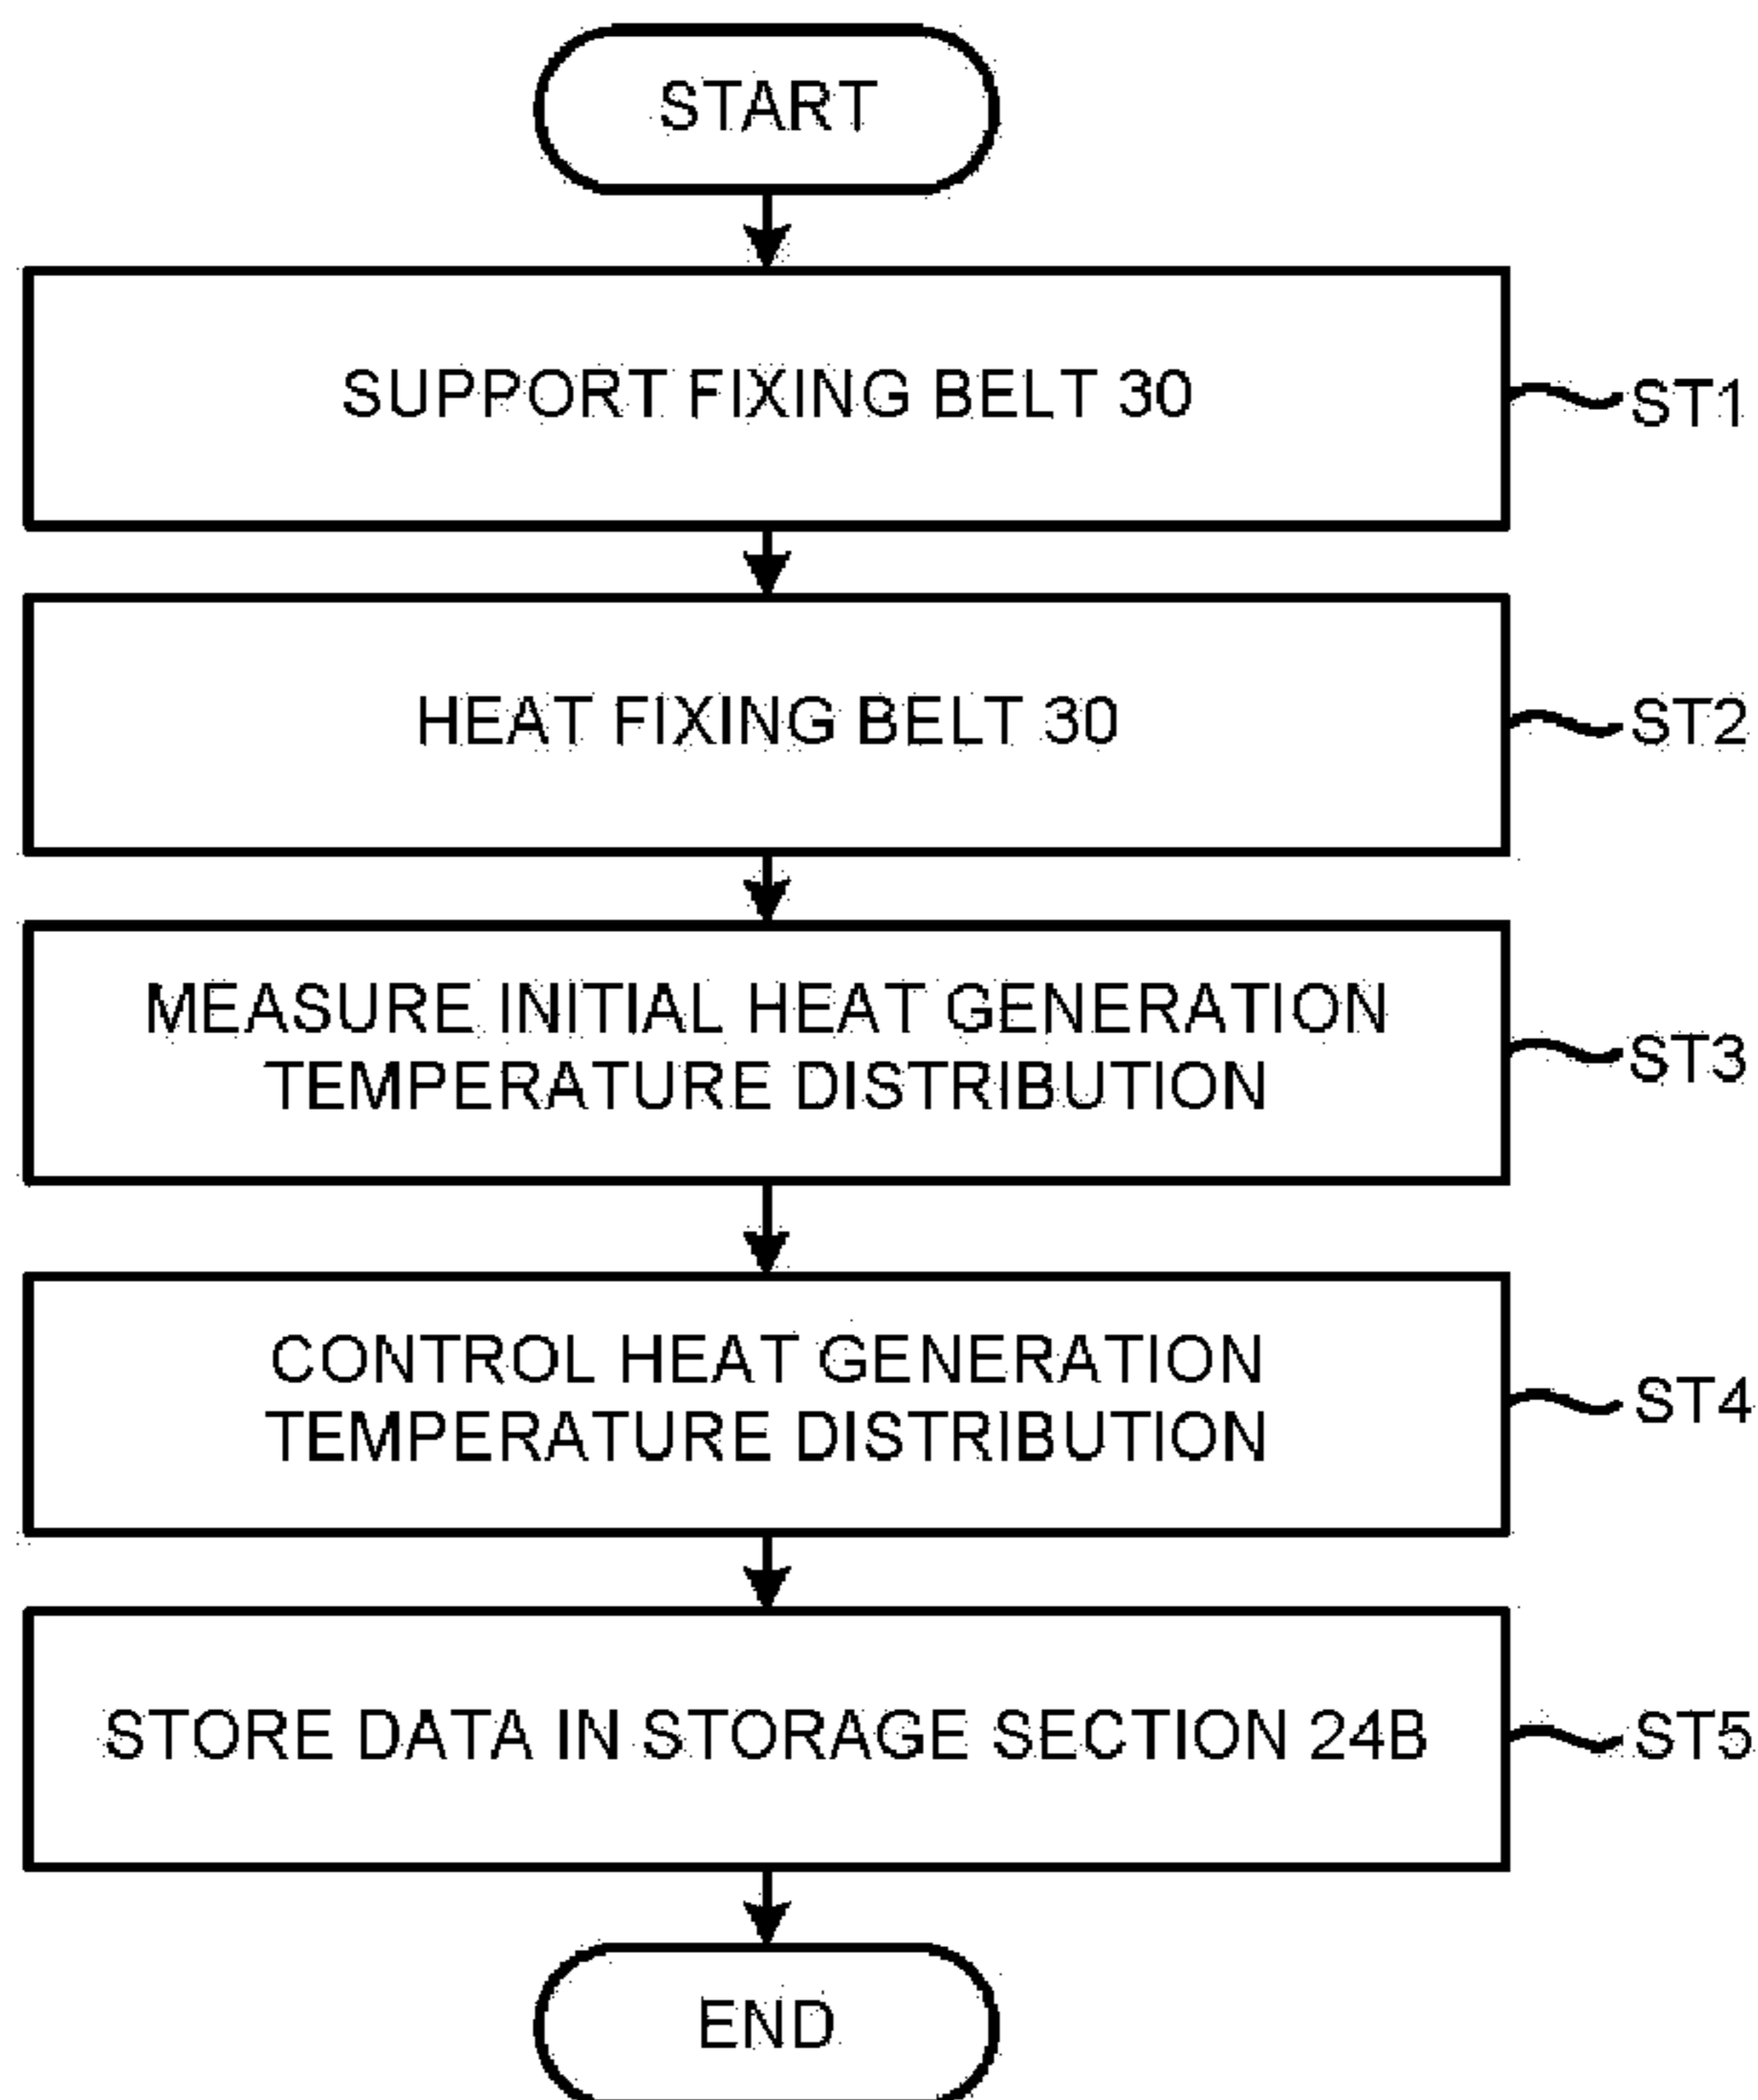 START
SUPPORT FIXING BELT 30
ST1
HEAT FIXING BELT 30
ST2
MEASURE INITIAL HEAT GENERATION
TEMPERATURE DISTRIBUTION
ST3
CONTROL HEAT GENERATION
TEMPERATURE DISTRIBUTION
ST4
STORE DATA IN STORAGE SECTION 24B
ST5
END